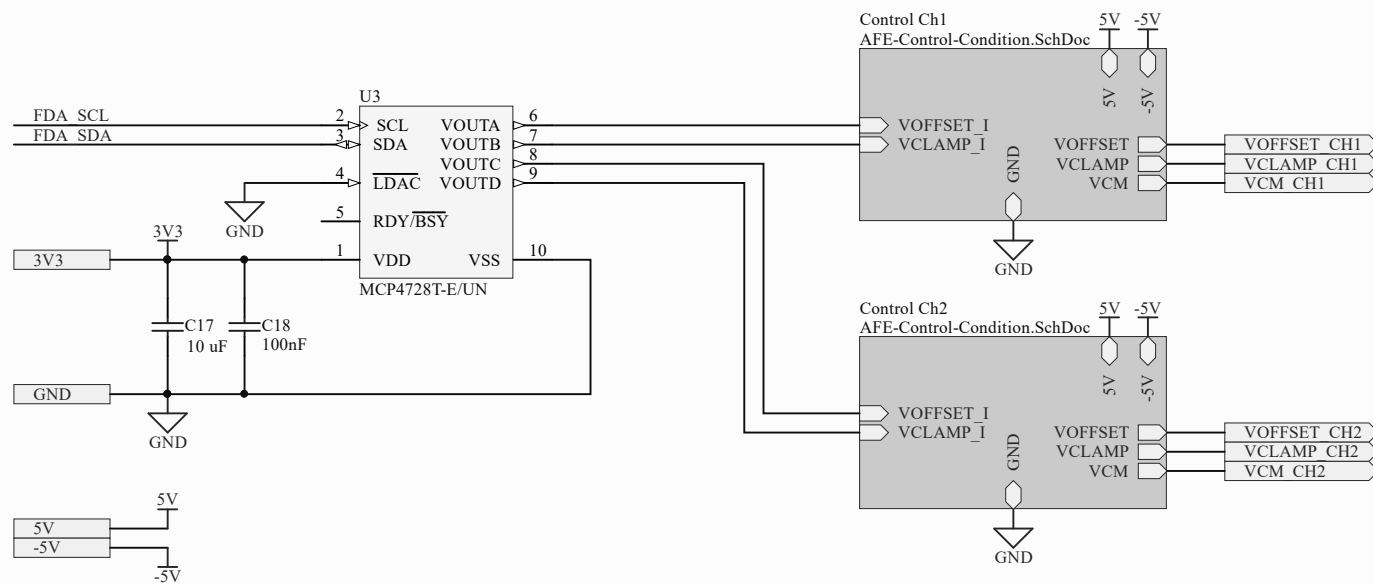 Control Ch1
AFE-Control-Condition.SchDoc
5V
-5V
5V
-5V
VOFFSET_I
VCLAMP_I
GND
VOFFSET
VCLAMP
VCM
VOFFSET_CH1
VCLAMP_CH1
VCM_CH1
GND
U3
FDA_SCL
FDA_SDA
2
3
4
5
1
SCL
SDA
LDAC
RDY/BSY
VDD
VOUTA
VOUTB
VOUTC
VOUTD
VSS
6
7
8
9
10
MCP4728T-E/UN
GND
3V3
3V3
C17
10 uF
C18
100nF
GND
GND
Control Ch2
AFE-Control-Condition.SchDoc
5V
-5V
5V
-5V
VOFFSET_I
VCLAMP_I
GND
VOFFSET
VCLAMP
VCM
VOFFSET_CH2
VCLAMP_CH2
VCM_CH2
GND
5V
5V
-5V
-5V